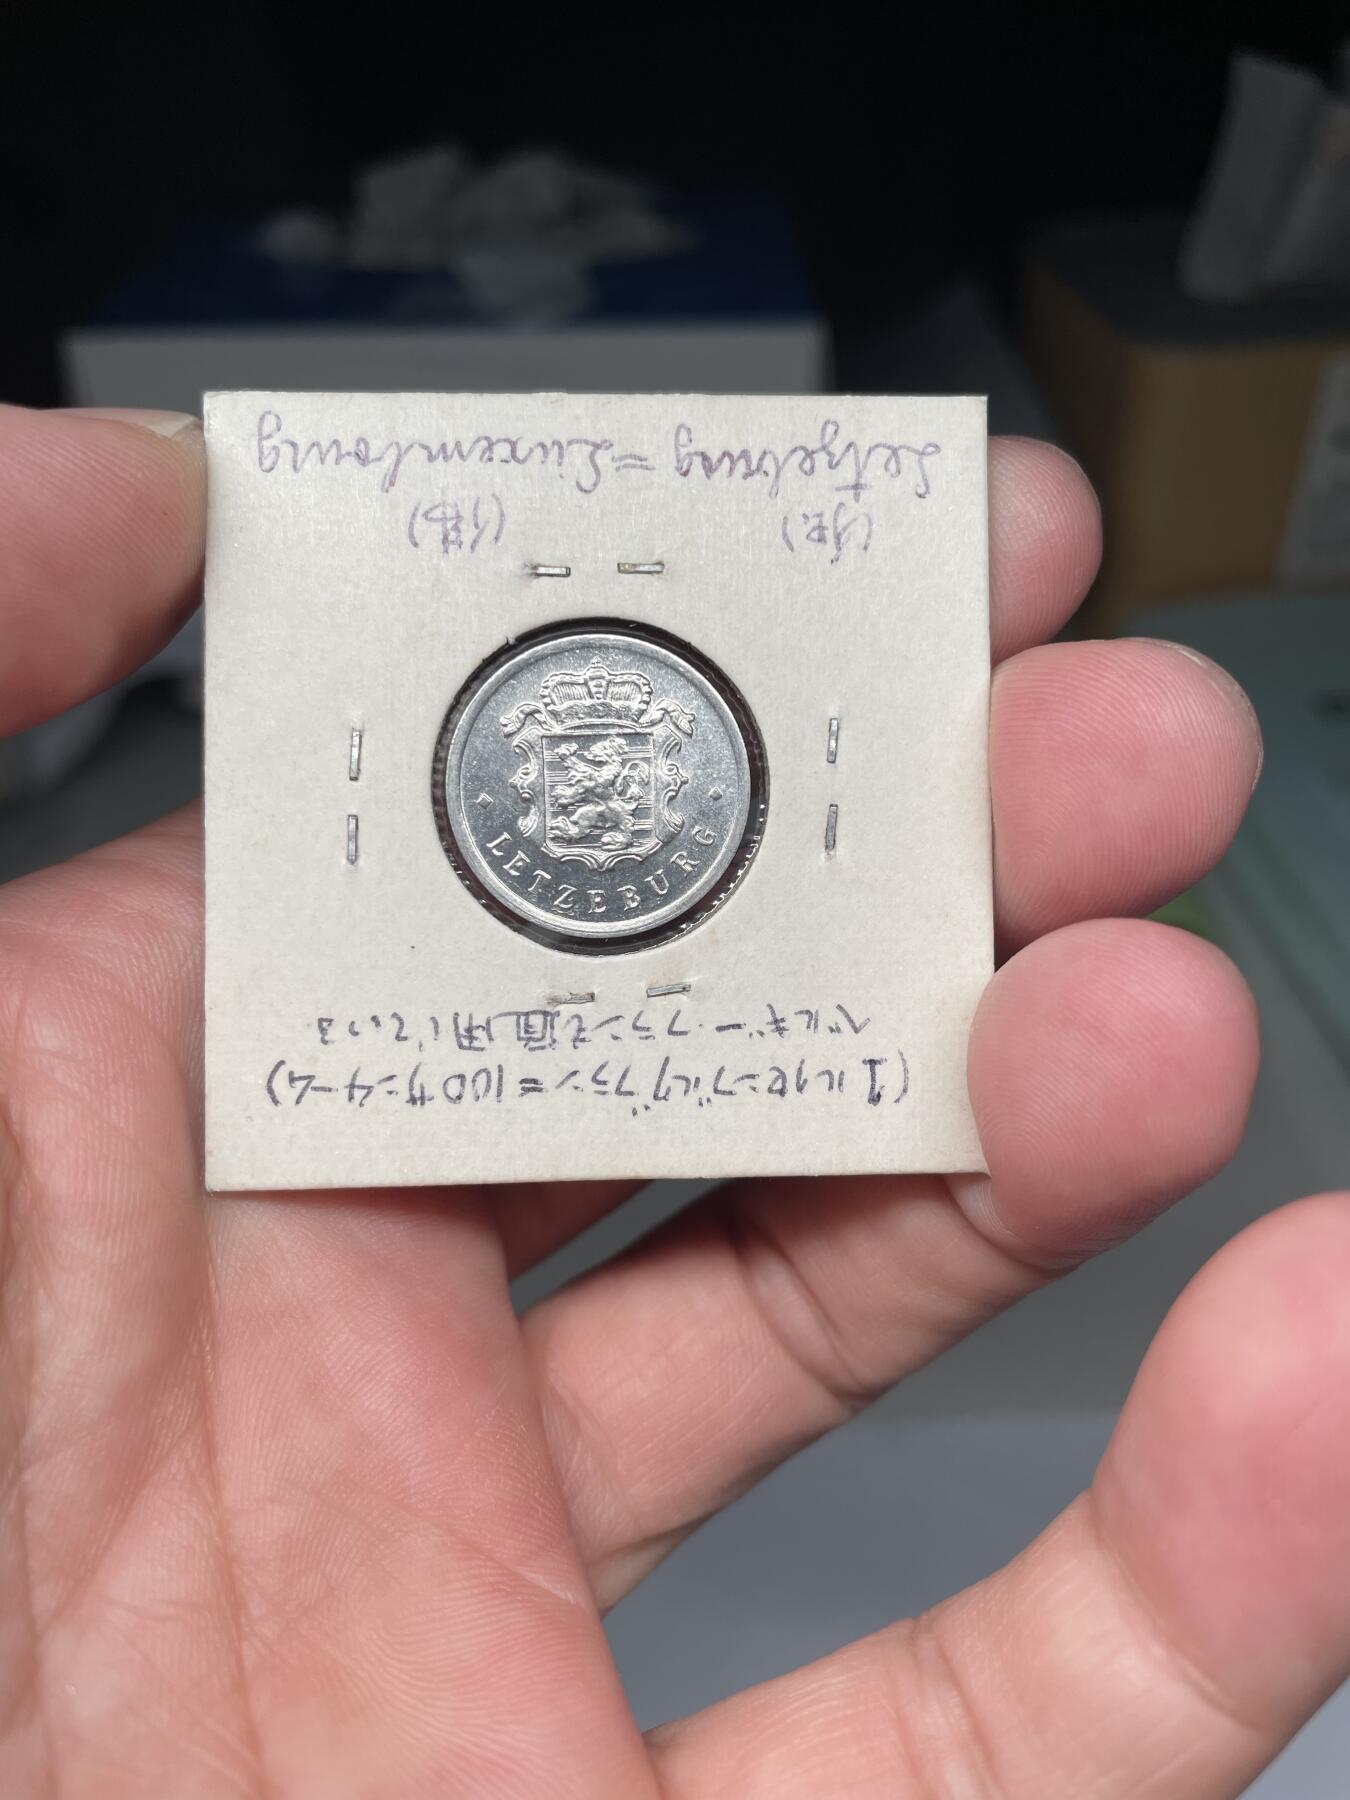 (1ルクセンブルグフラン=100サンチーム)
ベルギー・フランも通用している
LETZEBURG
Letzeburg = Luxembourg